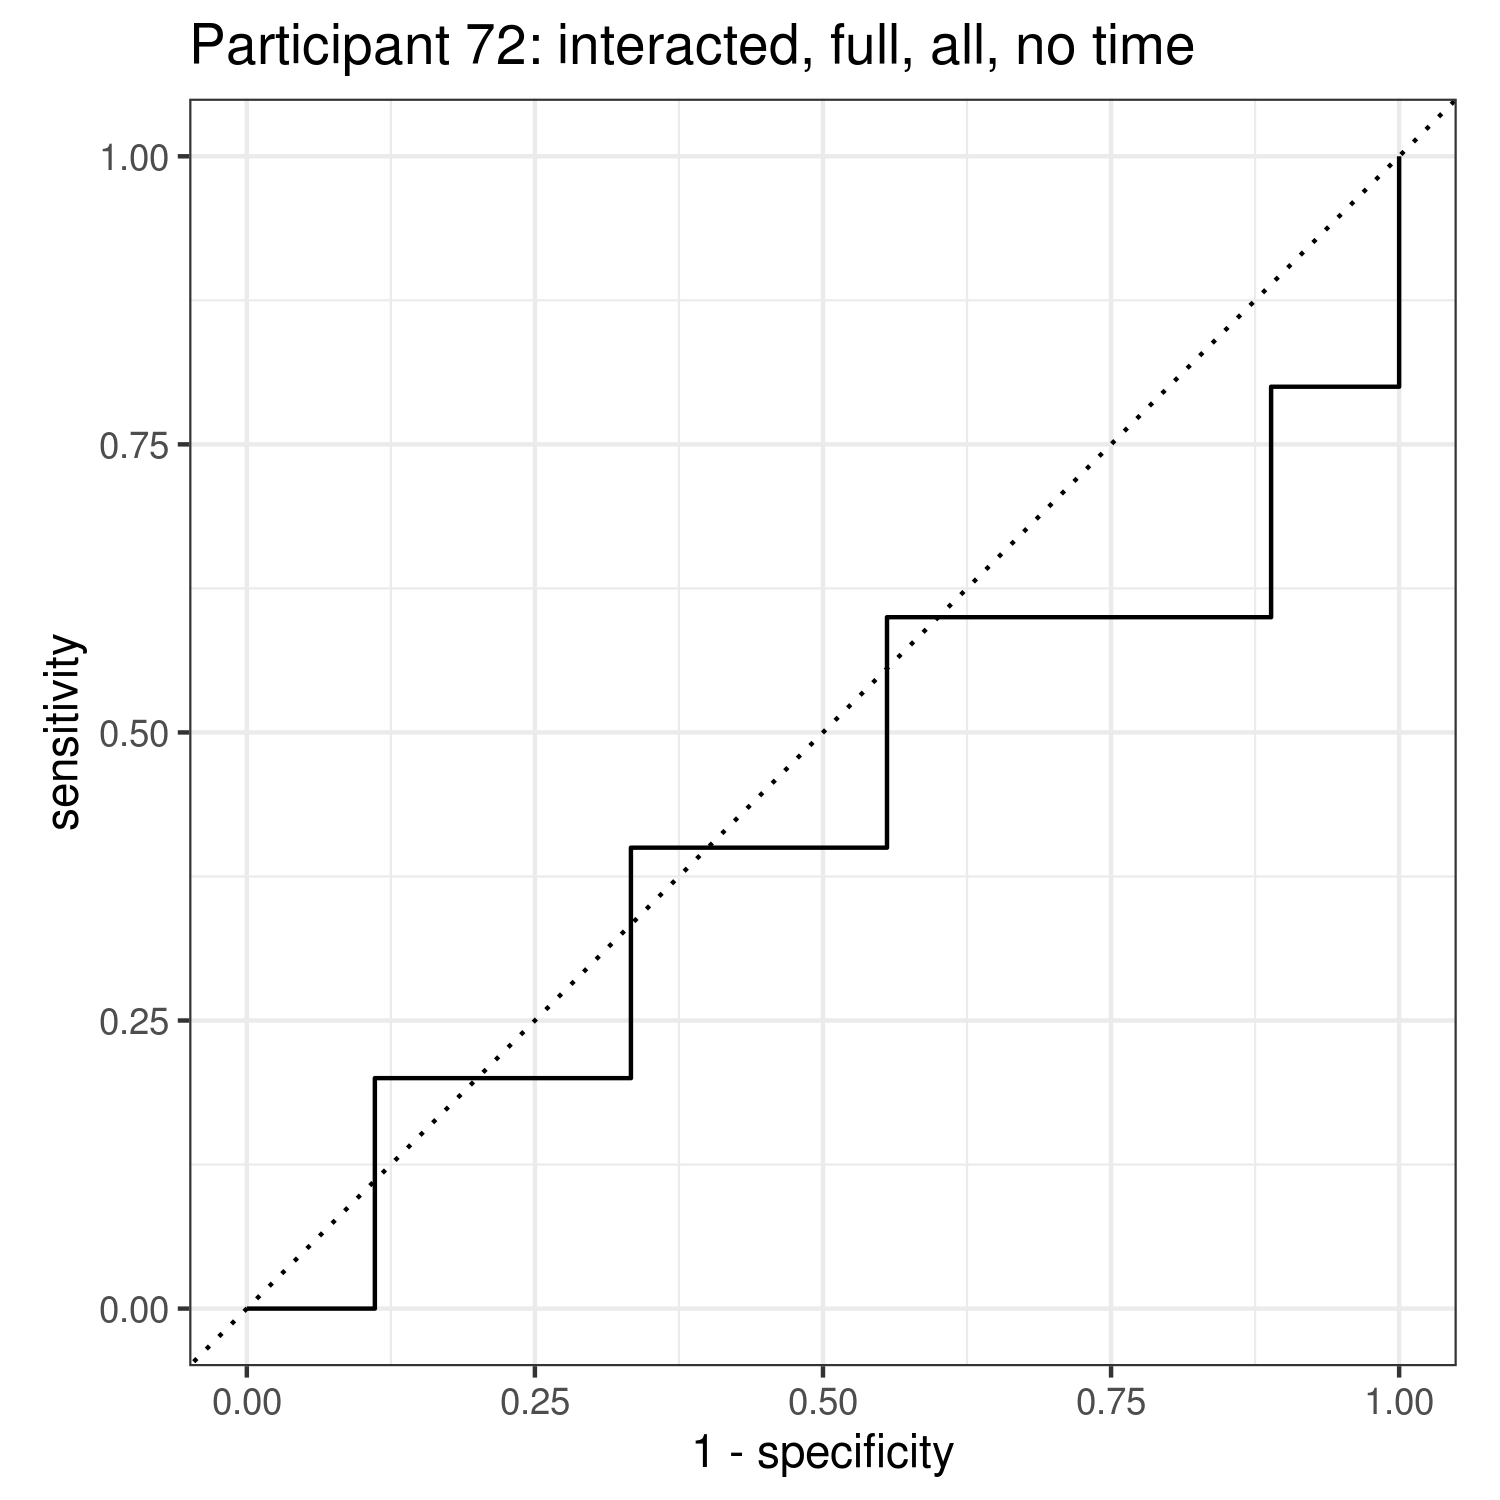 Participant 72: interacted, full, all, no time
1.00
0.75
0.50
0.25
0.00
sensitivity
0.00 0.25 0.50 0.75 1.00
1 - specificity